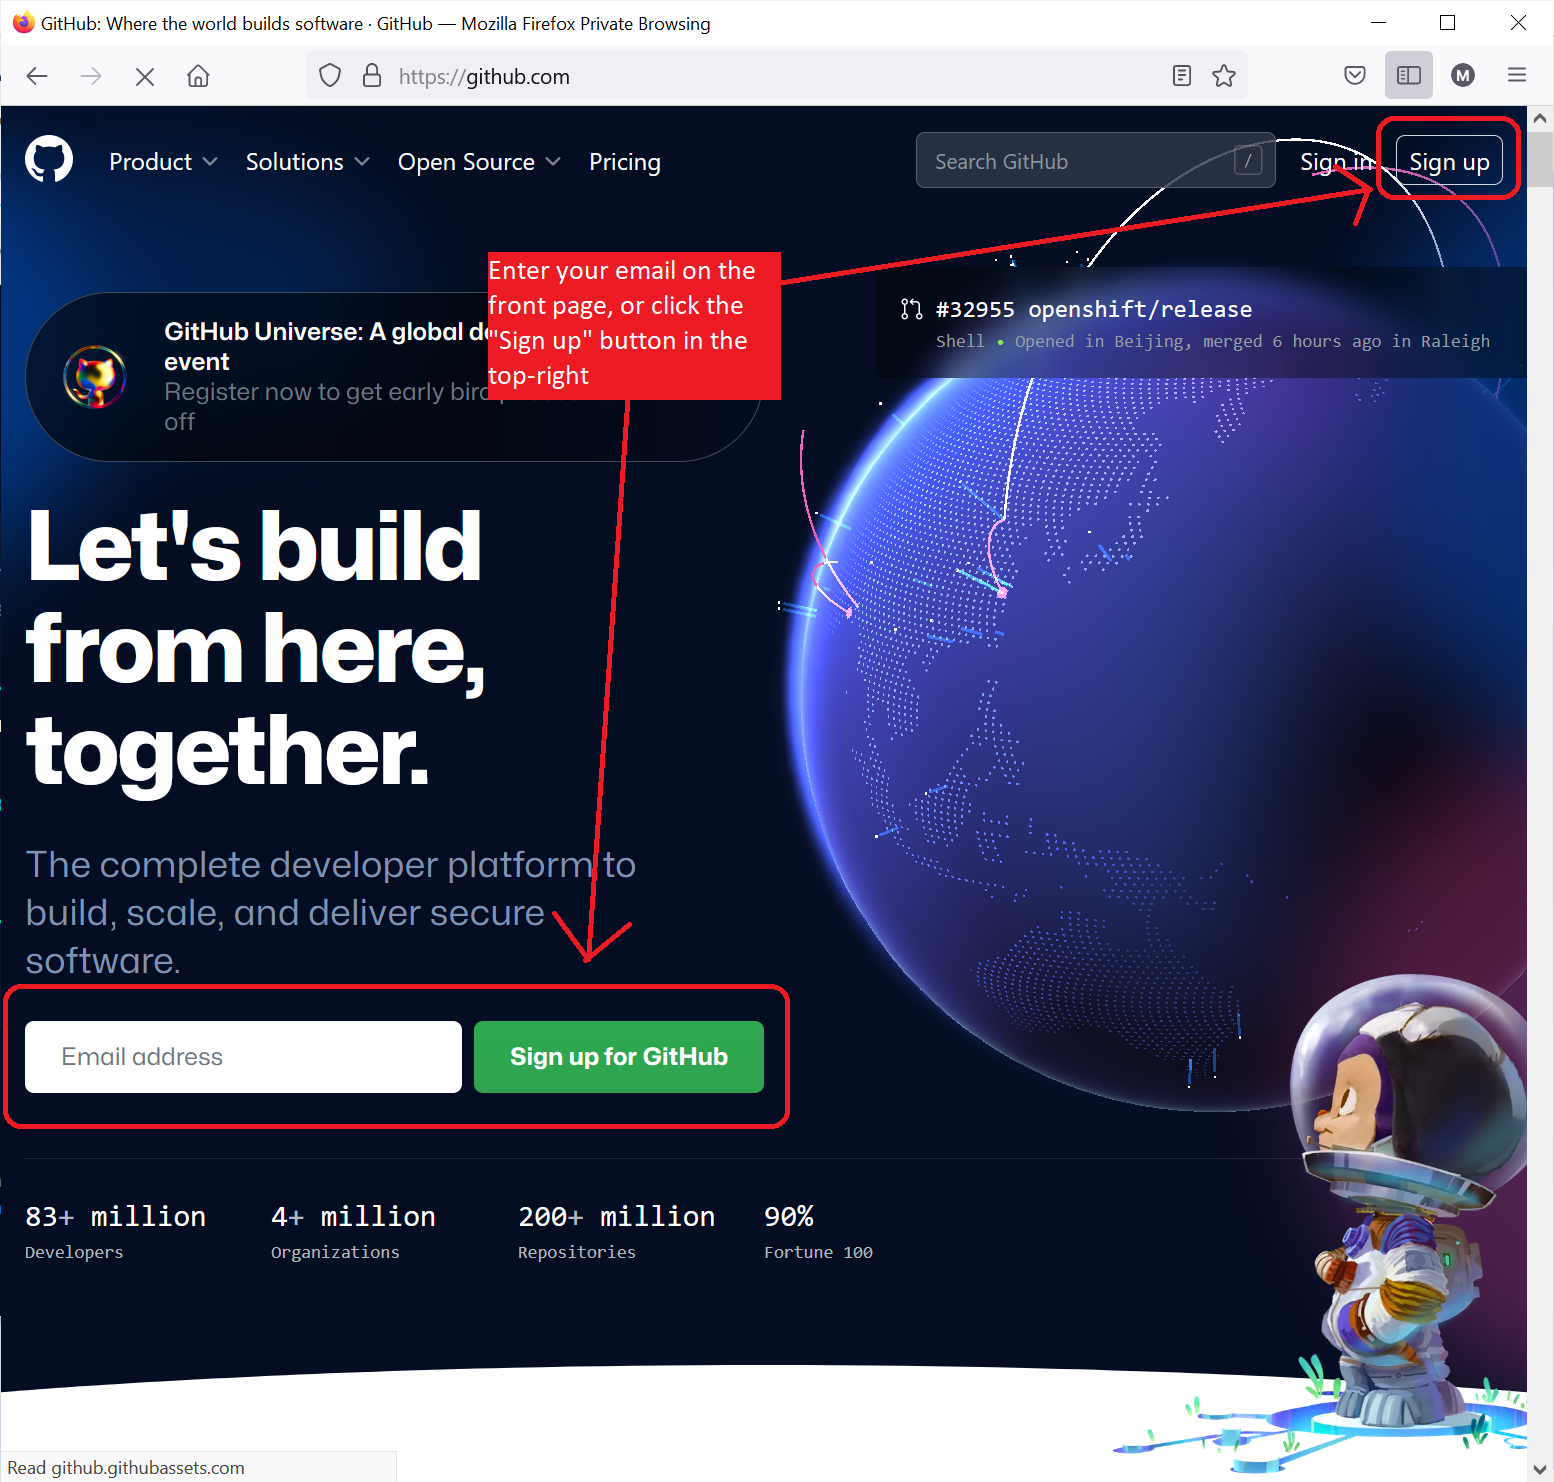 GitHub: Where the world builds software · GitHub — Mozilla Firefox Private Browsing
https://github.com
M
Product
Solutions
Open Source
Pricing
Search GitHub
/
Sign in
Sign up
Enter your email on the
front page, or click the
"Sign up" button in the
top-right
GitHub Universe: A global
event
Register now to get early bird
off
#32955 openshift/release
Shell • Opened in Beijing, merged 6 hours ago in Raleigh
Let's build
from here,
together.
The complete developer platform to
build, scale, and deliver secure
software.
Email address
Sign up for GitHub
83+ million
Developers
4+ million
Organizations
200+ million
Repositories
90%
Fortune 100
Read github.githubassets.com